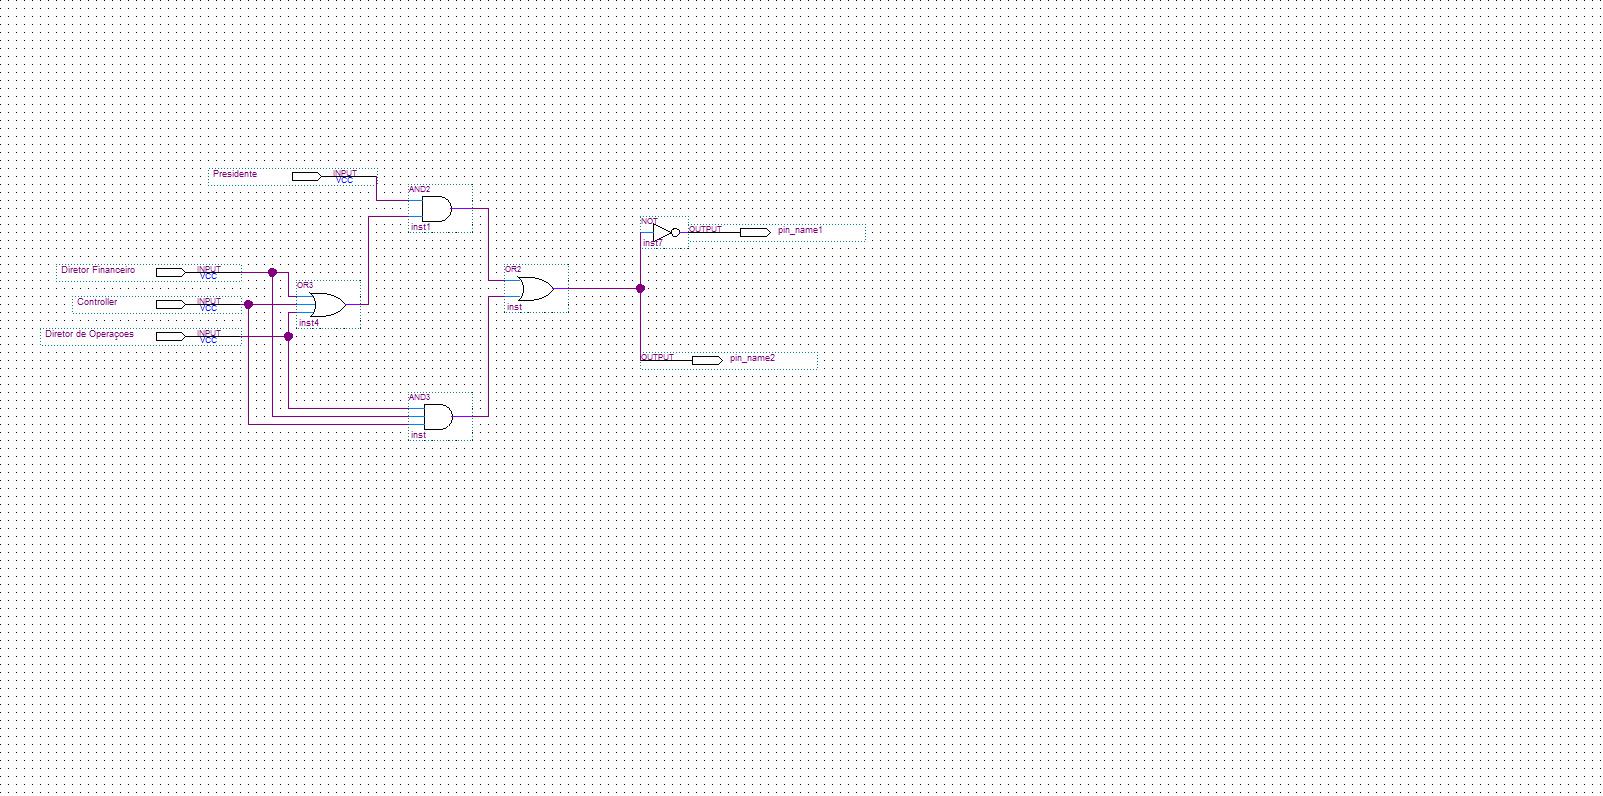 Presidente
INPUT
VCC
AND2
inst1
NOT
inst7
OUTPUT
pin_name1
Diretor Financeiro
INPUT
VCC
OR3
inst4
OR2
inst
Controller
INPUT
VCC
Diretor de Operaçoes
INPUT
VCC
OUTPUT
pin_name2
AND3
inst